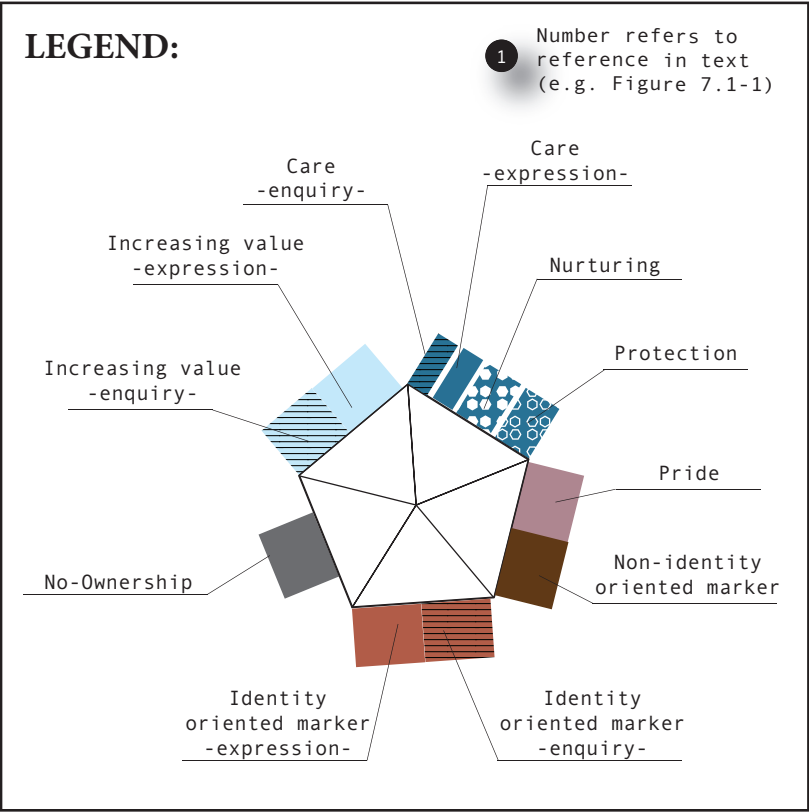 LEGEND:
1
Number refers to
reference in text
(e.g. Figure 7.1-1)
Care
-expression-
Care
-enquiry-
Increasing value
-expression-
Nurturing
Protection
Increasing value
-enquiry-
Pride
Non-identity
oriented marker
No-Ownership
Identity
oriented marker
-expression-
Identity
oriented marker
-enquiry-